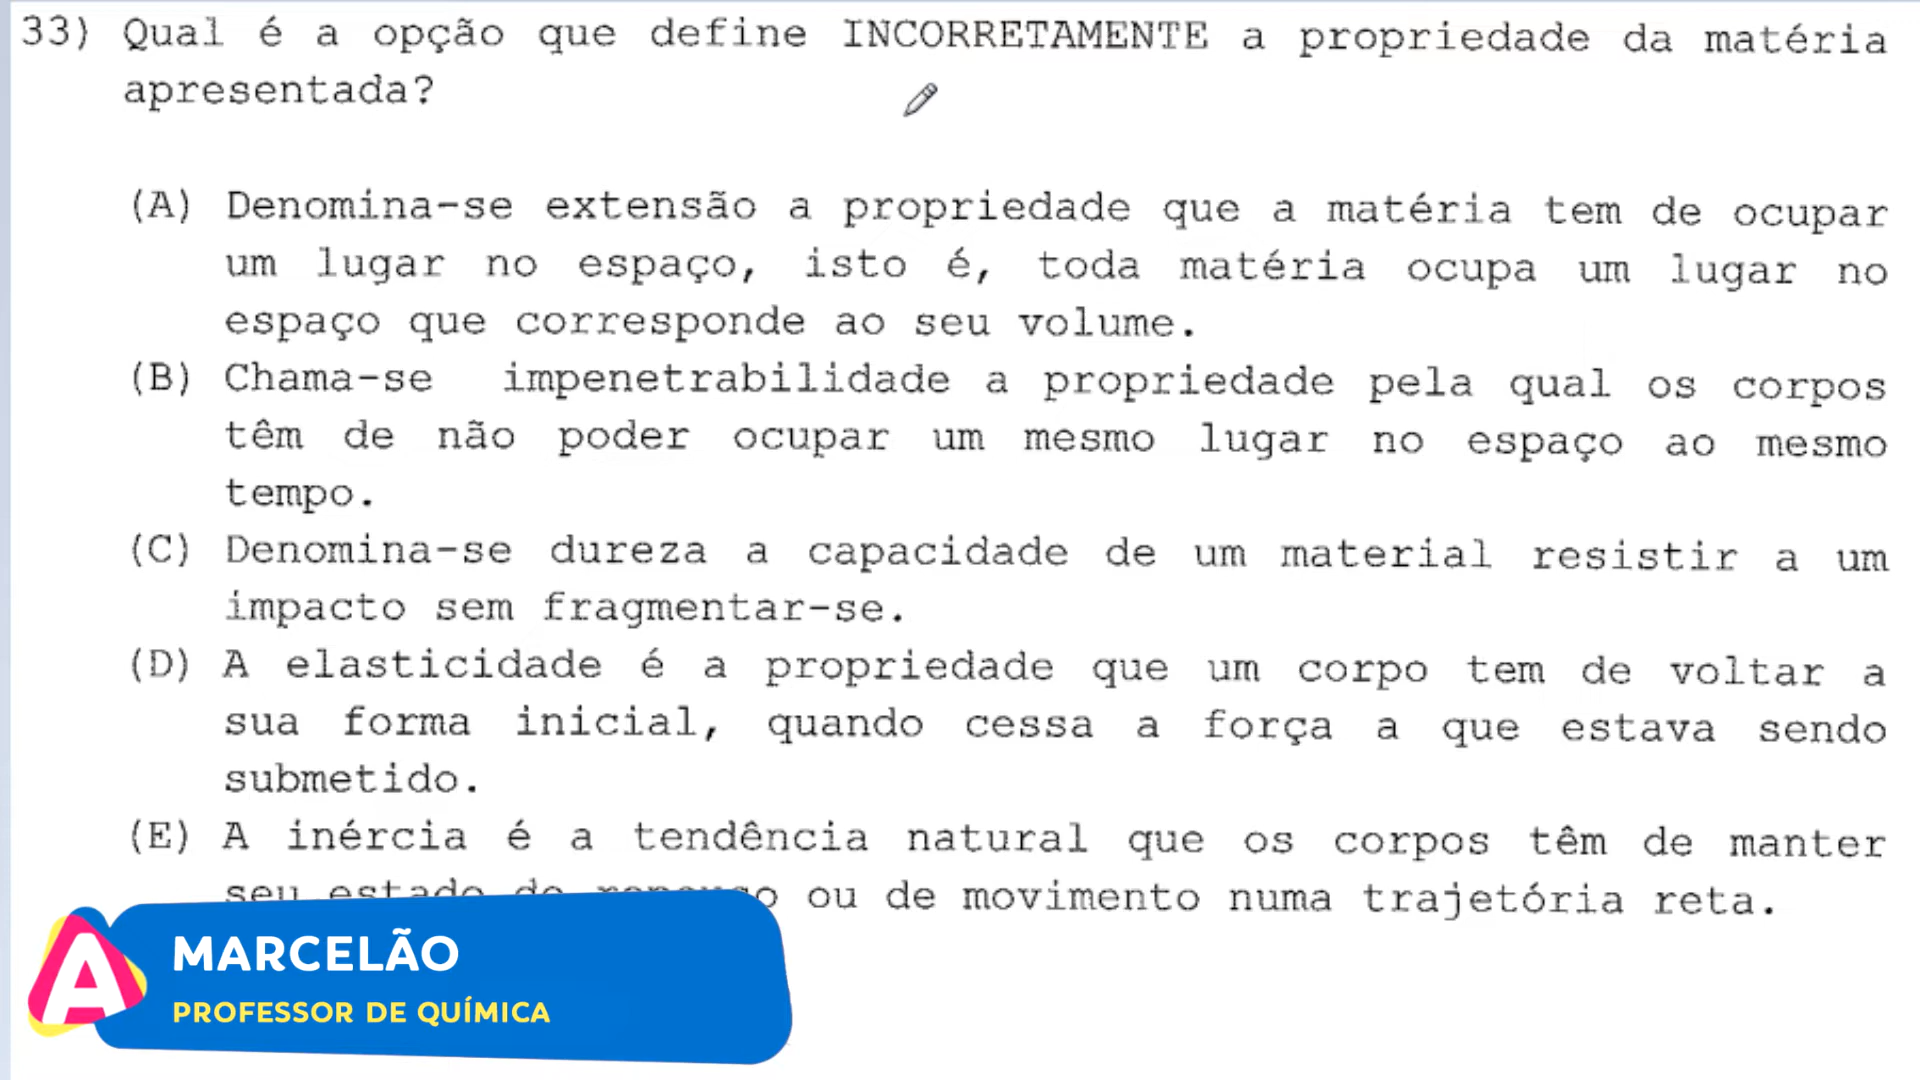 33) Qual é a opção que define INCORRETAMENTE a propriedade da matéria
apresentada?
(A) Denomina-se extensão a propriedade que a matéria tem de ocupar
um lugar no espaço, isto é, toda matéria ocupa um lugar no
espaço que corresponde ao seu volume.
(B) Chama-se impenetrabilidade a propriedade pela qual os corpos
têm de não poder ocupar um mesmo lugar no espaço ao mesmo
tempo.
(C) Denomina-se dureza a capacidade de um material resistir a um
impacto sem fragmentar-se.
(D) A elasticidade é a propriedade que um corpo tem de voltar a
sua forma inicial, quando cessa a força a que estava sendo
submetido.
(E) A inércia é a tendência natural que os corpos têm de manter
seu estado de repouso ou de movimento numa trajetória reta.
A
MARCELÃO
PROFESSOR DE QUÍMICA